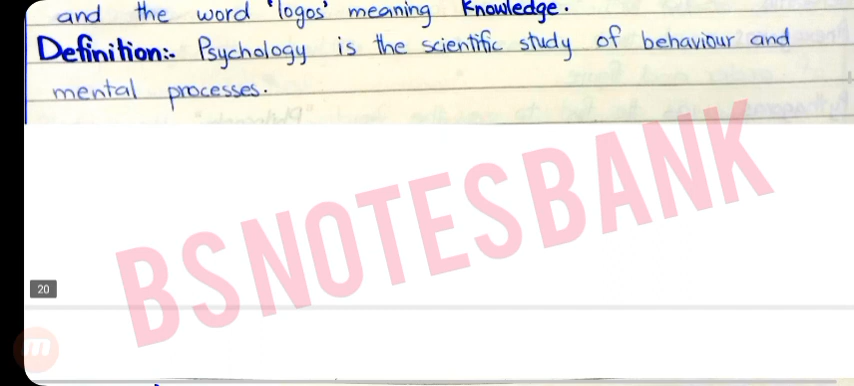 and the word 'logos' meaning Knowledge.
Definition:- Psychology is the scientific study of behaviour and
mental processes.
BSNOTESBANK
20
m